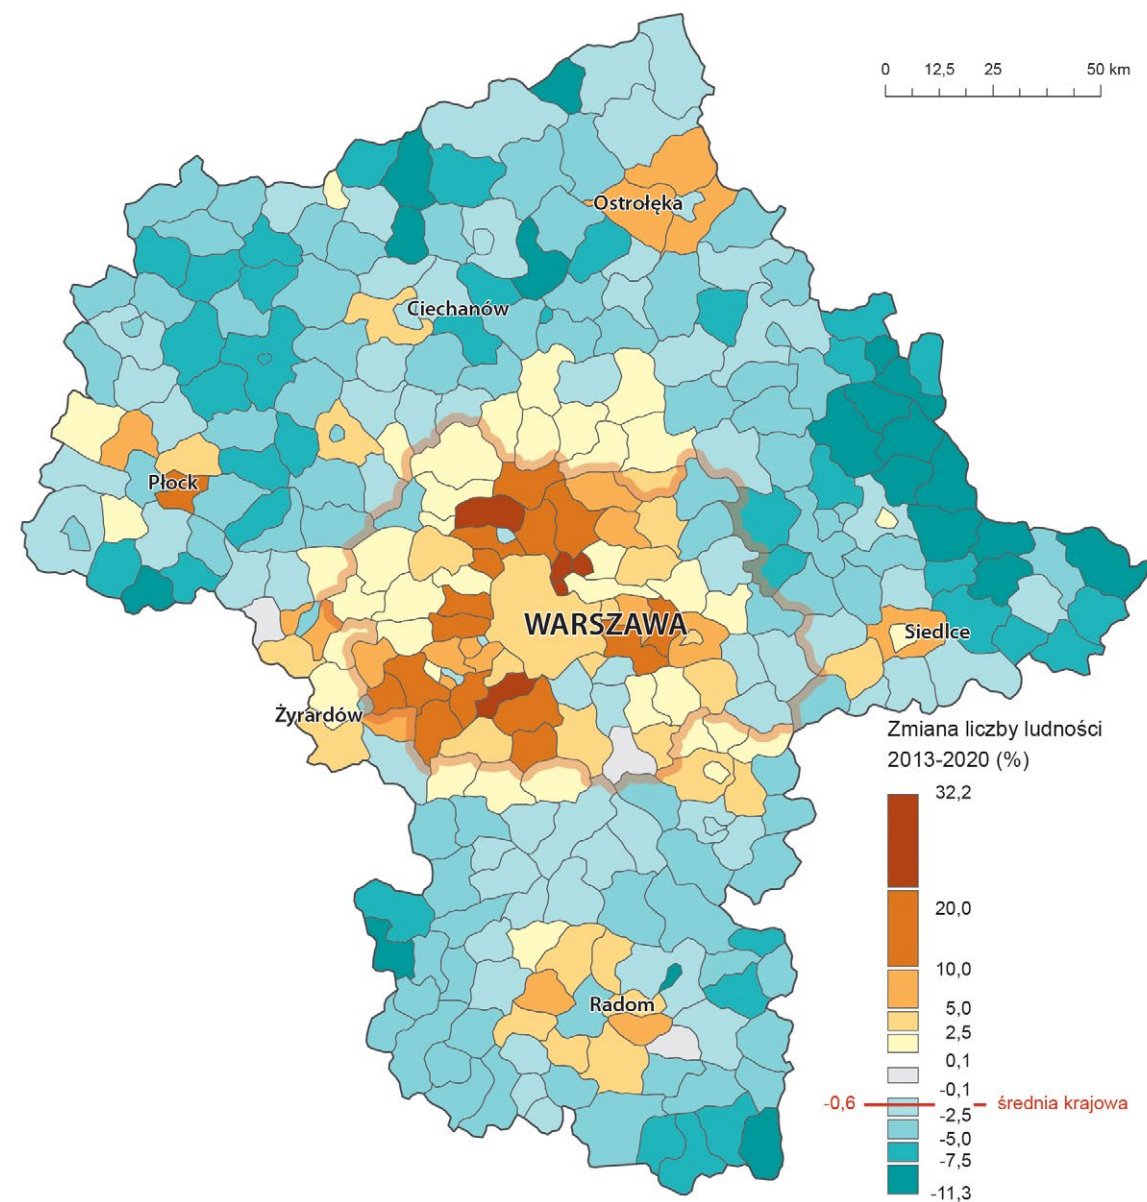 0 12,5 25 50 km
Ostrołęka
Ciechanów
Płock
WARSZAWA
Siedlce
Żyrardów
Radom
Zmiana liczby ludności
2013-2020 (%)
32,2
20,0
10,0
5,0
2,5
0,1
-0,1
-0,6 średnia krajowa
-2,5
-5,0
-7,5
-11,3